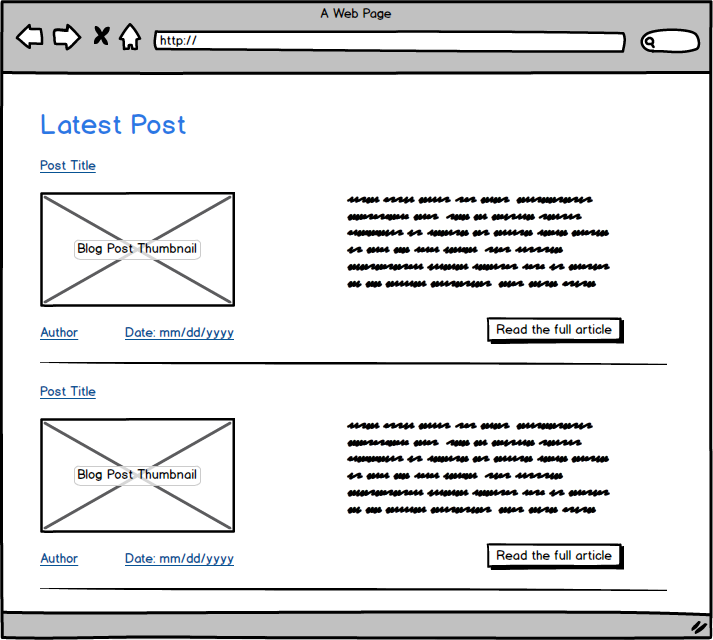 A Web Page
http://
Latest Post
Post Title
Blog Post Thumbnail
Author
Date: mm/dd/yyyy
Read the full article
Post Title
Blog Post Thumbnail
Author
Date: mm/dd/yyyy
Read the full article